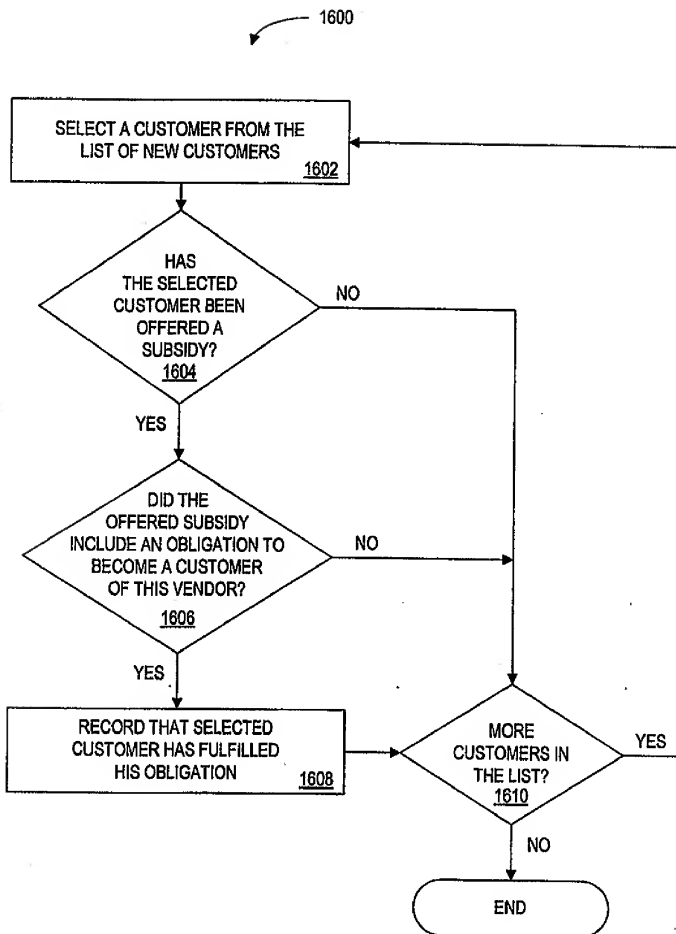 1600
SELECT A CUSTOMER FROM THE
LIST OF NEW CUSTOMERS
1602
HAS
THE SELECTED
CUSTOMER BEEN
OFFERED A
SUBSIDY?
1604
NO
YES
DID THE
OFFERED SUBSIDY
INCLUDE AN OBLIGATION TO
BECOME A CUSTOMER
OF THIS VENDOR?
1606
NO
YES
RECORD THAT SELECTED
CUSTOMER HAS FULFILLED
HIS OBLIGATION
1608
MORE
CUSTOMERS IN
THE LIST?
1610
YES
NO
END